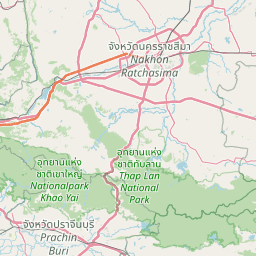 จังหวัดนครราชสีมา
Nakhon
Ratchasima
อุทยานแห่ง
ชาติทับลาน
Thap Lan
National
Park
อุทยานแห่ง
ชาติเขาใหญ่
Nationalpark
Khao Yai
จังหวัดปราจีนบุรี
Prachin
Buri